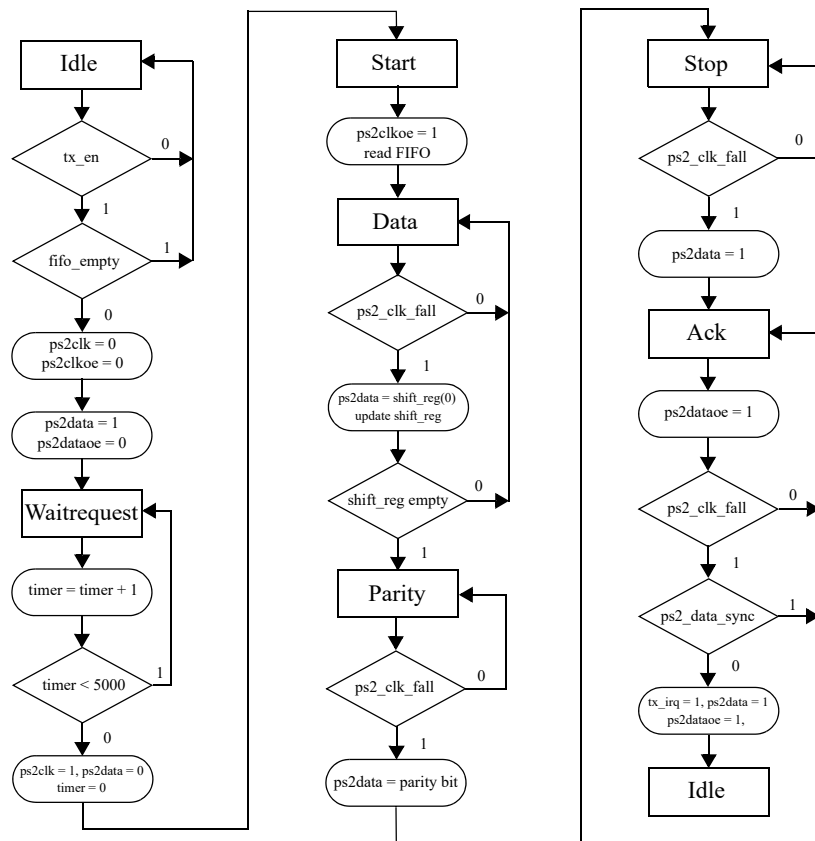 Idle
tx_en
0
1
fifo_empty
1
0
ps2clk = 0
ps2clkoe = 0
ps2data = 1
ps2dataoe = 0
Waitrequest
timer = timer + 1
timer < 5000
1
0
ps2clk = 1, ps2data = 0
timer = 0
Start
ps2clkoe = 1
read FIFO
Data
ps2_clk_fall
0
1
ps2data = shift_reg(0)
update shift_reg
shift_reg empty
0
1
Parity
ps2_clk_fall
0
1
ps2data = parity bit
Stop
ps2_clk_fall
0
1
ps2data = 1
Ack
ps2dataoe = 1
ps2_clk_fall
0
1
ps2_data_sync
1
0
tx_irq = 1, ps2data = 1
ps2dataoe = 1,
Idle